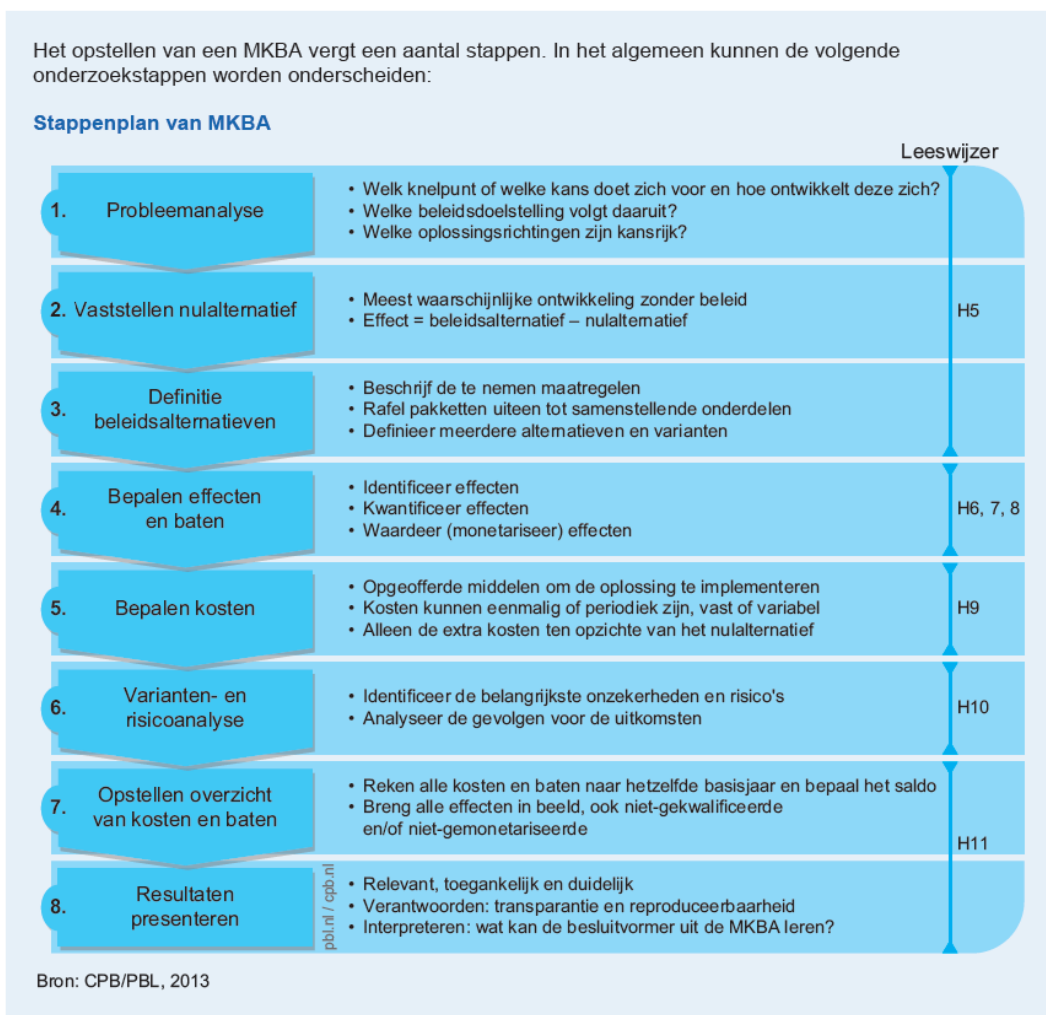 Het opstellen van een MKBA vergt een aantal stappen. In het algemeen kunnen de volgende
onderzoekstappen worden onderscheiden:
Stappenplan van MKBA
Leeswijzer
1. Probleemanalyse
• Welk knelpunt of welke kans doet zich voor en hoe ontwikkelt deze zich?
• Welke beleidsdoelstelling volgt daaruit?
• Welke oplossingsrichtingen zijn kansrijk?
2. Vaststellen nulalternatief
• Meest waarschijnlijke ontwikkeling zonder beleid
• Effect = beleidsalternatief – nulalternatief
H5
3. Definitie
beleidsalternatieven
• Beschrijf de te nemen maatregelen
• Rafel pakketten uiteen tot samenstellende onderdelen
• Definieer meerdere alternatieven en varianten
4. Bepalen effecten
en baten
• Identificeer effecten
• Kwantificeer effecten
• Waardeer (monetariseer) effecten
H6, 7, 8
5. Bepalen kosten
• Opgeofferde middelen om de oplossing te implementeren
• Kosten kunnen eenmalig of periodiek zijn, vast of variabel
• Alleen de extra kosten ten opzichte van het nulalternatief
H9
6. Varianten- en
risicoanalyse
• Identificeer de belangrijkste onzekerheden en risico's
• Analyseer de gevolgen voor de uitkomsten
H10
7. Opstellen overzicht
van kosten en baten
• Reken alle kosten en baten naar hetzelfde basisjaar en bepaal het saldo
• Breng alle effecten in beeld, ook niet-gekwalificeerde
en/of niet-gemonetariseerde
H11
8. Resultaten
presenteren
pbl.nl / cpb.nl
• Relevant, toegankelijk en duidelijk
• Verantwoorden: transparantie en reproduceerbaarheid
• Interpreteren: wat kan de besluitvormer uit de MKBA leren?
Bron: CPB/PBL, 2013